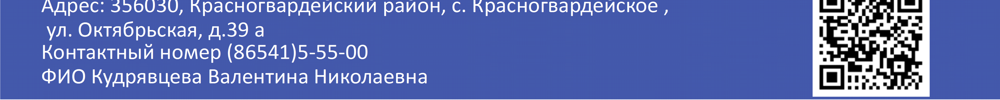 Адрес: 356030, Красногвардейский район, с. Красногвардейское ,
ул. Октябрьская, д.39 а
Контактный номер (86541)5-55-00
ФИО Кудрявцева Валентина Николаевна